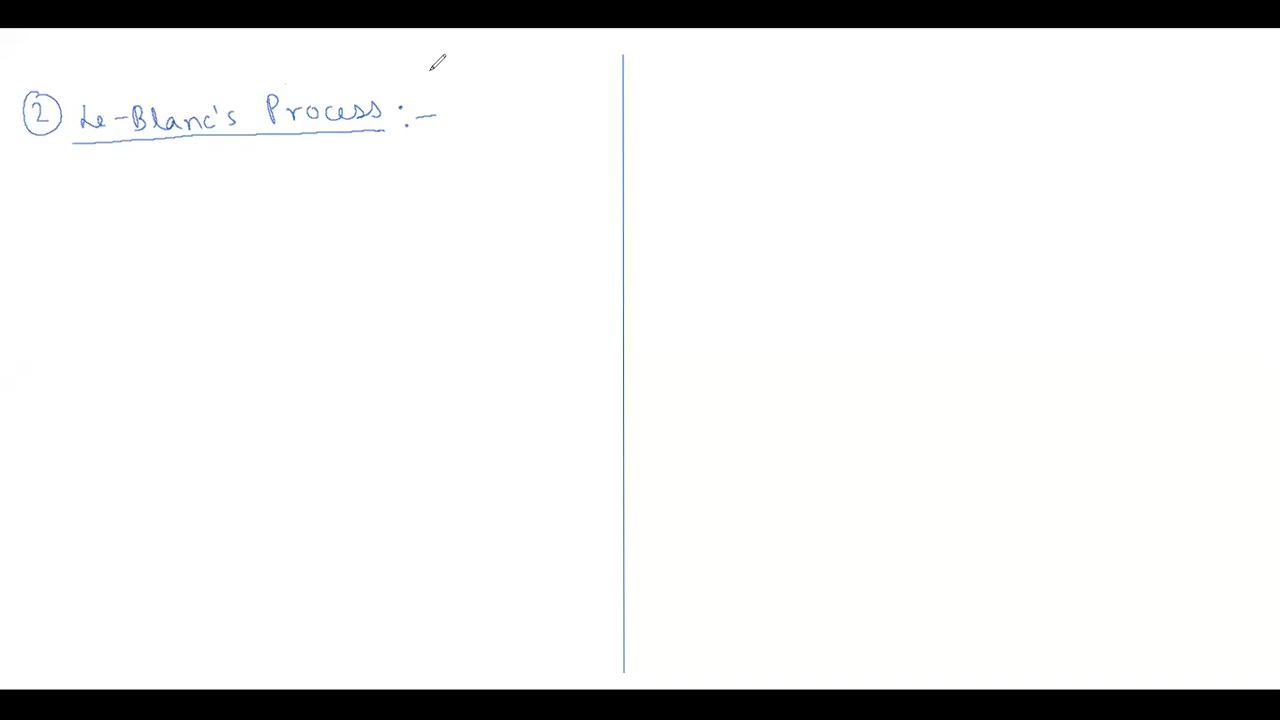 ② Le-Blanc's Process :-